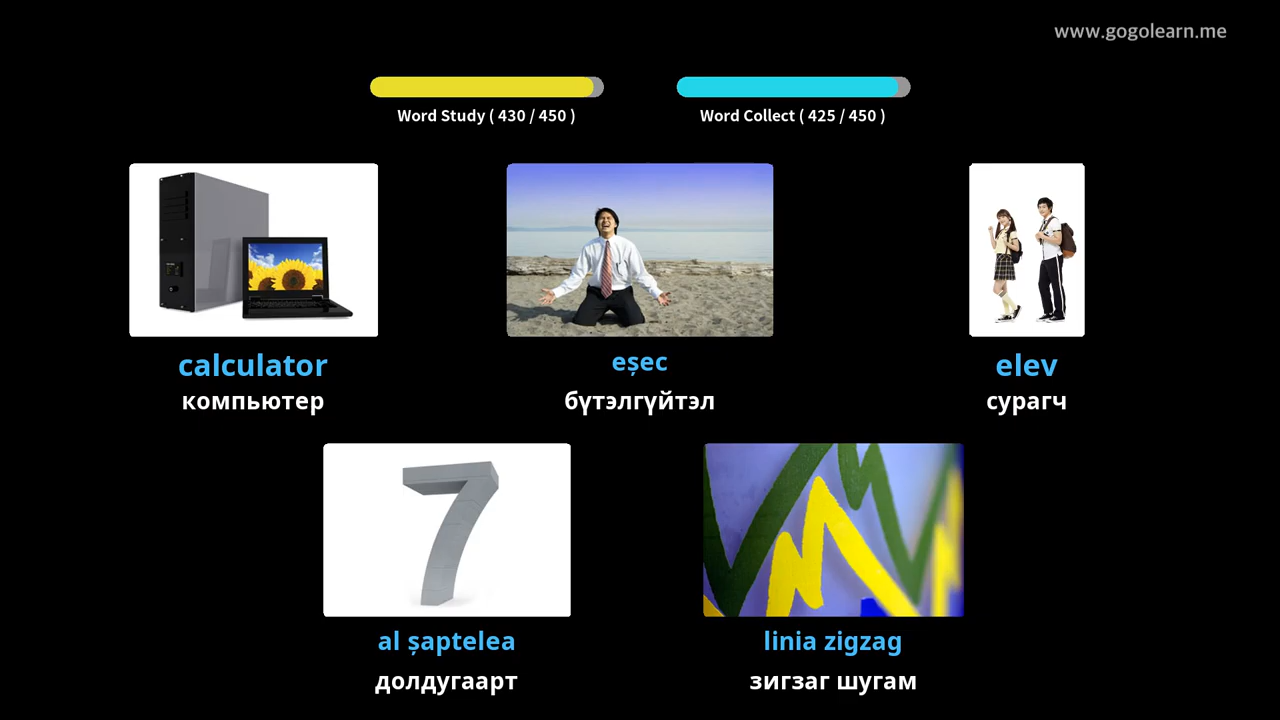 www.gogolearn.me
Word Study ( 430 / 450 )
Word Collect ( 425 / 450 )
calculator
компьютер
eșec
бүтэлгүйтэл
elev
сурагч
al șaptelea
долдугаарт
linia zigzag
зигзаг шугам